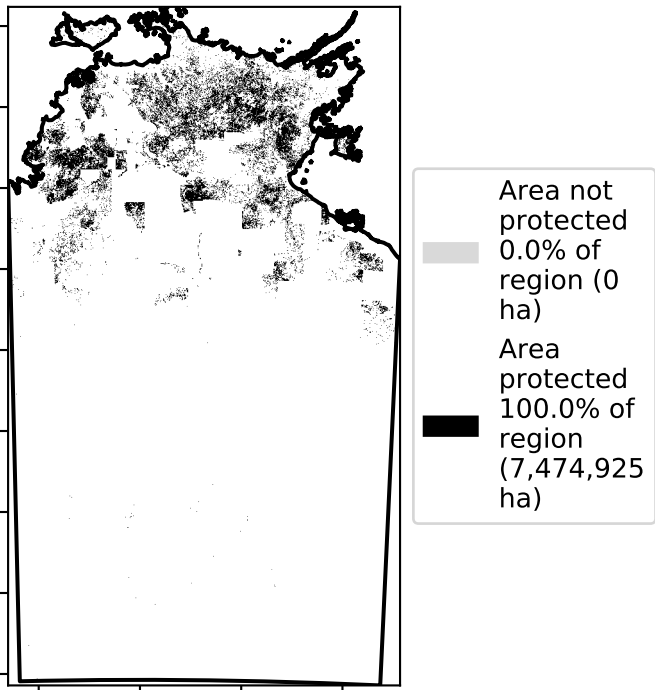 Area not
protected
0.0% of
region (0
ha)
Area
protected
100.0% of
region
(7,474,925
ha)